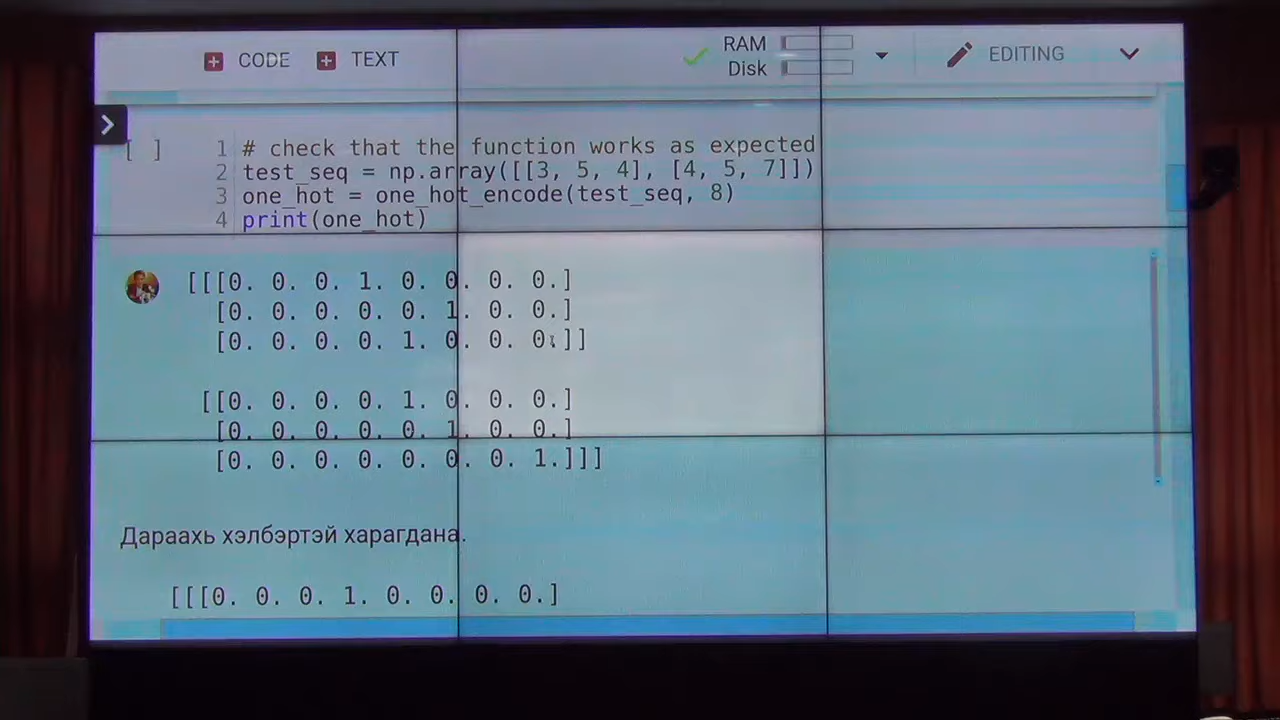 CODE TEXT RAM Disk EDITING
[ ] 1 # check that the function works as expected
2 test_seq = np.array([[3, 5, 4], [4, 5, 7]])
3 one_hot = one_hot_encode(test_seq, 8)
4 print(one_hot)
[[[0. 0. 0. 1. 0. 0. 0. 0.]
[0. 0. 0. 0. 0. 1. 0. 0.]
[0. 0. 0. 0. 1. 0. 0. 0.]]
[[0. 0. 0. 0. 1. 0. 0. 0.]
[0. 0. 0. 0. 0. 1. 0. 0.]
[0. 0. 0. 0. 0. 0. 0. 1.]]]
Дараахь хэлбэртэй харагдана.
[[[0. 0. 0. 1. 0. 0. 0. 0.]